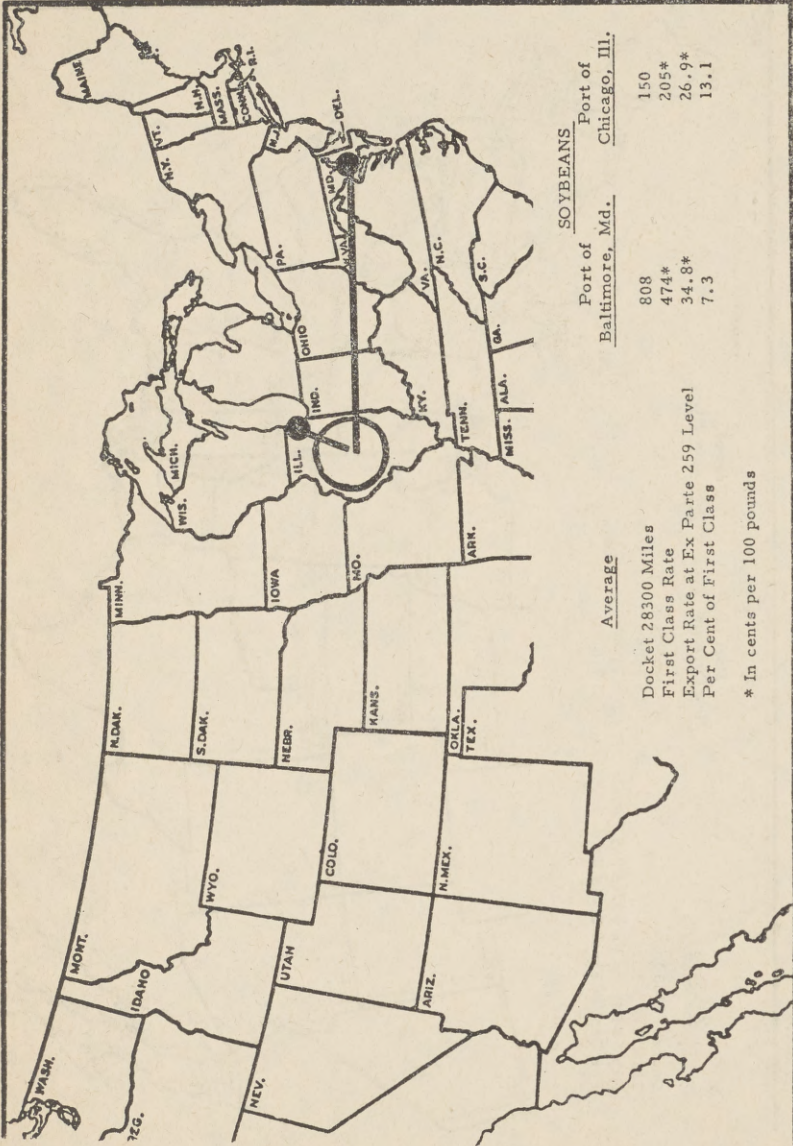 WASH.
MONT.
N.DAK.
MINN.
WIS.
MICH.
N.Y.
VT.
N.H.
MAINE
MASS.
CONN.
R.I.
IDAHO
WYO.
S.DAK.
IOWA
ILL.
IND.
OHIO
PA.
N.J.
NEV.
UTAH
COLO.
NEBR.
MO.
KY.
W.VA.
MD.
DEL.
ARIZ.
N.MEX.
KANS.
OKLA.
TEX.
ARK.
TENN.
VA.
N.C.
S.C.
MISS.
ALA.
GA.
SOYBEANS
Average Port of Baltimore, Md. Port of Chicago, Ill.
Docket 28300 Miles 808 150
First Class Rate 474* 205*
Export Rate at Ex Parte 259 Level 34.8* 26.9*
Per Cent of First Class 7.3 13.1
* In cents per 100 pounds